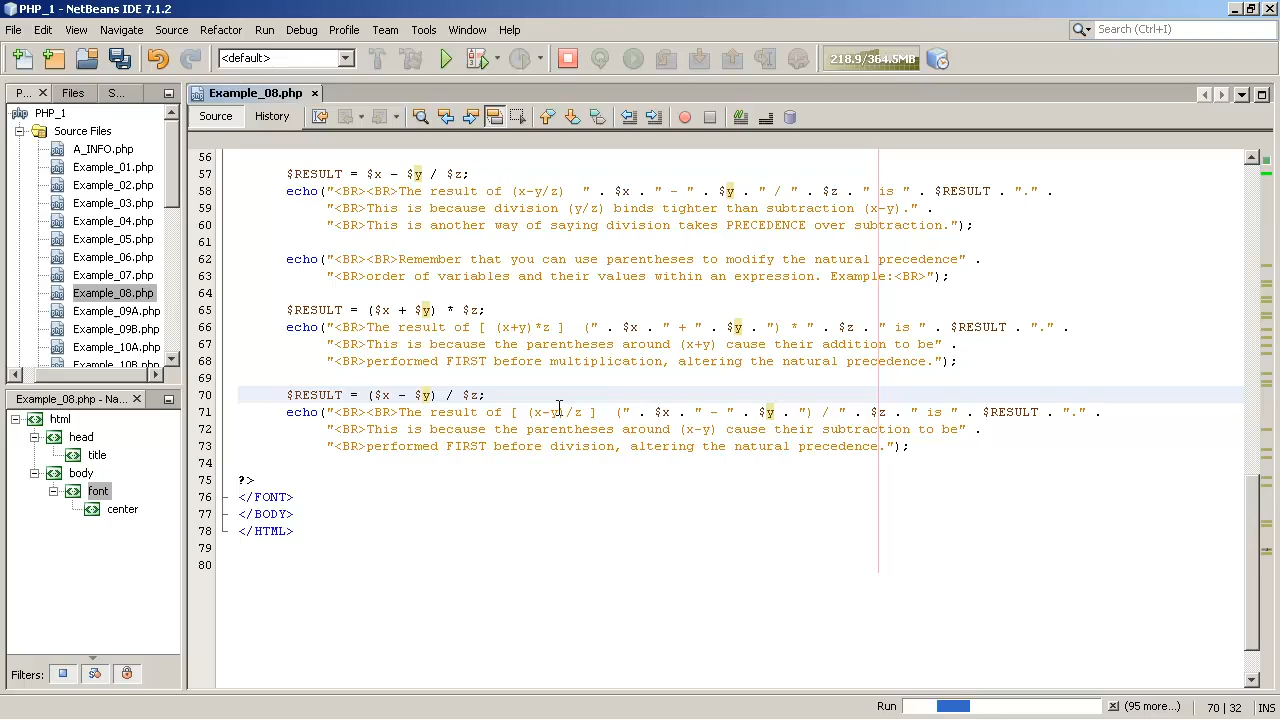 PHP_1 - NetBeans IDE 7.1.2
File Edit View Navigate Source Refactor Run Debug Profile Team Tools Window Help
Search (Ctrl+I)
<default>
218.9/364.5MB
P... Files S...
Example_08.php
Source History
PHP_1
Source Files
A_INFO.php
Example_01.php
Example_02.php
Example_03.php
Example_04.php
Example_05.php
Example_06.php
Example_07.php
Example_08.php
Example_09A.php
Example_09B.php
Example_10A.php
Example_10B.php
Example_08.php - Na...
html
head
title
body
font
center
Filters:
56
57 $RESULT = $x - $y / $z;
58 echo("<BR><BR>The result of (x-y/z)  " . $x . " - " . $y . " / " . $z . " is " . $RESULT . "." .
59 "<BR>This is because division (y/z) binds tighter than subtraction (x-y)." .
60 "<BR>This is another way of saying division takes PRECEDENCE over subtraction.");
61
62 echo("<BR><BR>Remember that you can use parentheses to modify the natural precedence" .
63 "<BR>order of variables and their values within an expression. Example:<BR>");
64
65 $RESULT = ($x + $y) * $z;
66 echo("<BR>The result of [ (x+y)*z ]  (" . $x . " + " . $y . ") * " . $z . " is " . $RESULT . "." .
67 "<BR>This is because the parentheses around (x+y) cause their addition to be" .
68 "<BR>performed FIRST before multiplication, altering the natural precedence.");
69
70 $RESULT = ($x - $y) / $z;
71 echo("<BR><BR>The result of [ (x-y)/z ]  (" . $x . " - " . $y . ") / " . $z . " is " . $RESULT . "." .
72 "<BR>This is because the parentheses around (x-y) cause their subtraction to be" .
73 "<BR>performed FIRST before division, altering the natural precedence.");
74
75 ?>
76 </FONT>
77 </BODY>
78 </HTML>
79
80
Run (95 more...) 70 | 32 INS